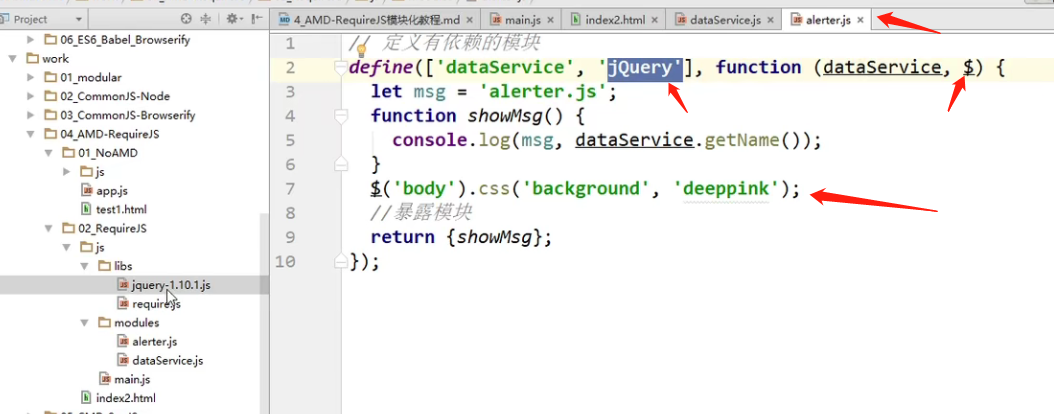 Project
4_AMD-RequireJS模块化教程.md
main.js
index2.html
dataService.js
alerter.js
06_ES6_Babel_Browserify
work
01_modular
02_CommonJS-Node
03_CommonJS-Browserify
04_AMD-RequireJS
01_NoAMD
js
app.js
test1.html
02_RequireJS
js
libs
jquery-1.10.1.js
require.js
modules
alerter.js
dataService.js
main.js
index2.html
1 // 定义有依赖的模块
2 define(['dataService', 'jQuery'], function (dataService, $) {
3 let msg = 'alerter.js';
4 function showMsg() {
5 console.log(msg, dataService.getName());
6 }
7 $('body').css('background', 'deeppink');
8 //暴露模块
9 return {showMsg};
10 });